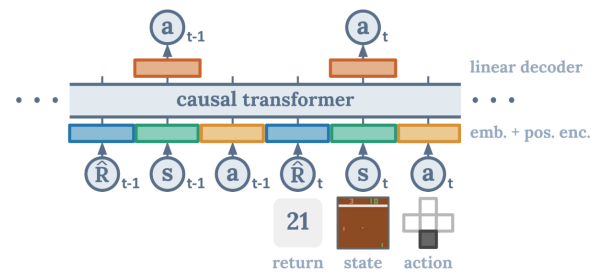 a t-1 a t
linear decoder
. . . causal transformer . . .
emb. + pos. enc.
R̂ t-1 s t-1 a t-1 R̂ t s t a t
21
return state action